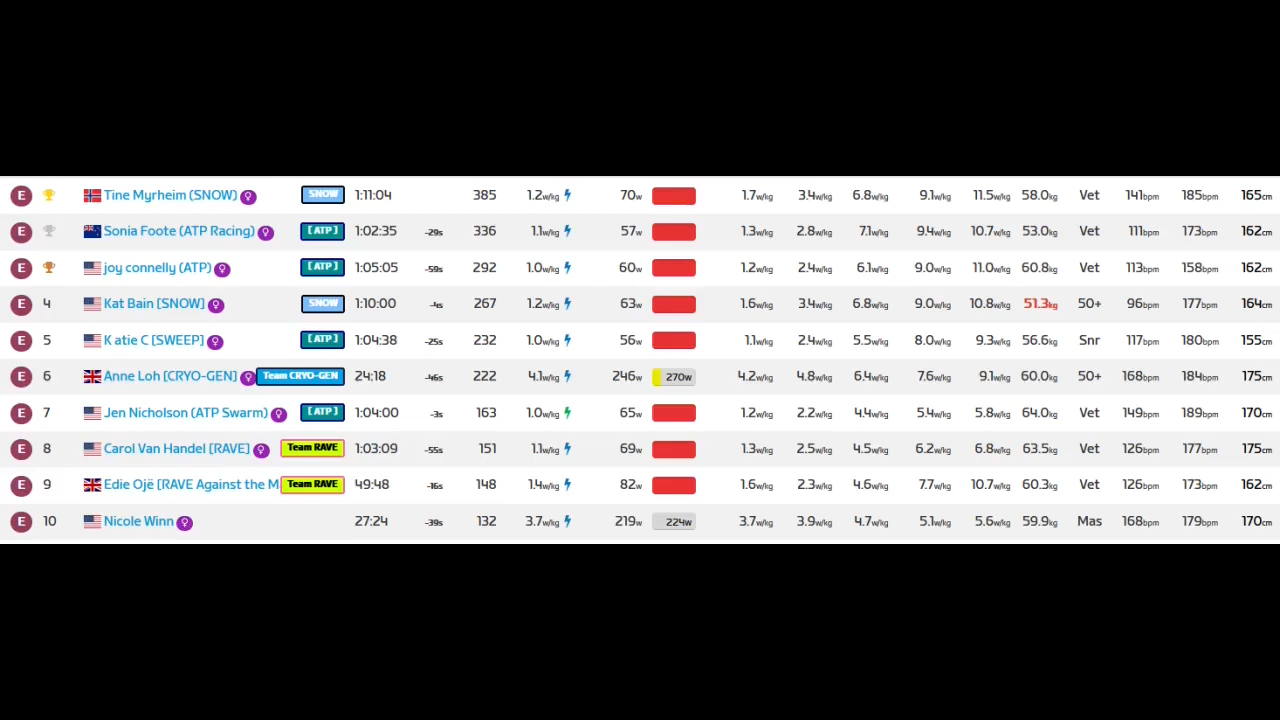 E Tine Myrheim (SNOW) SNOW 1:11:04 385 1.2w/kg 70w 1.7w/kg 3.4w/kg 6.8w/kg 9.1w/kg 11.5w/kg 58.0kg Vet 141bpm 185bpm 165cm
E Sonia Foote (ATP Racing) [ATP] 1:02:35 -29s 336 1.1w/kg 57w 1.3w/kg 2.8w/kg 7.1w/kg 9.4w/kg 10.7w/kg 53.0kg Vet 111bpm 173bpm 162cm
E joy connelly (ATP) [ATP] 1:05:05 -59s 292 1.0w/kg 60w 1.2w/kg 2.4w/kg 6.1w/kg 9.0w/kg 11.0w/kg 60.8kg Vet 113bpm 158bpm 162cm
E 4 Kat Bain [SNOW] SNOW 1:10:00 -4s 267 1.2w/kg 63w 1.6w/kg 3.4w/kg 6.8w/kg 9.0w/kg 10.8w/kg 51.3kg 50+ 96bpm 177bpm 164cm
E 5 K atie C [SWEEP] [ATP] 1:04:38 -25s 232 1.0w/kg 56w 1.1w/kg 2.4w/kg 5.5w/kg 8.0w/kg 9.3w/kg 56.6kg Snr 117bpm 180bpm 155cm
E 6 Anne Loh [CRYO-GEN] Team CRYO-GEN 24:18 -46s 222 4.1w/kg 246w 270w 4.2w/kg 4.8w/kg 6.4w/kg 7.6w/kg 9.1w/kg 60.0kg 50+ 168bpm 184bpm 175cm
E 7 Jen Nicholson (ATP Swarm) [ATP] 1:04:00 -3s 163 1.0w/kg 65w 1.2w/kg 2.2w/kg 4.4w/kg 5.4w/kg 5.8w/kg 64.0kg Vet 149bpm 189bpm 170cm
E 8 Carol Van Handel [RAVE] Team RAVE 1:03:09 -55s 151 1.1w/kg 69w 1.3w/kg 2.5w/kg 4.5w/kg 6.2w/kg 6.8w/kg 63.5kg Vet 126bpm 177bpm 175cm
E 9 Edie Ojë [RAVE Against the M Team RAVE 49:48 -16s 148 1.4w/kg 82w 1.6w/kg 2.3w/kg 4.6w/kg 7.7w/kg 10.7w/kg 60.3kg Vet 126bpm 173bpm 162cm
E 10 Nicole Winn 27:24 -39s 132 3.7w/kg 219w 224w 3.7w/kg 3.9w/kg 4.7w/kg 5.1w/kg 5.6w/kg 59.9kg Mas 168bpm 179bpm 170cm